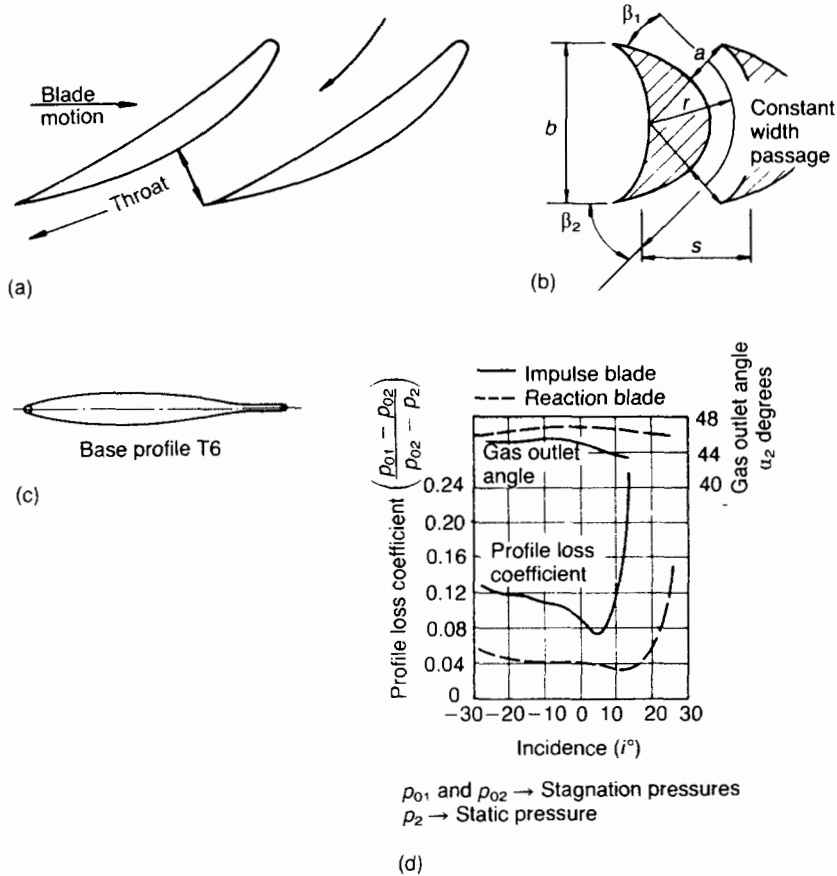 Blade
motion
Throat
(a)
β1
a
r
b
Constant
width
passage
β2
s
(b)
Base profile T6
(c)
Impulse blade
Reaction blade
Profile loss coefficient (p01 − p02 / p02 − p2)
Gas outlet
angle
Profile loss
coefficient
0.24
0.20
0.16
0.12
0.08
0.04
0
48
44
40
Gas outlet angle
α2 degrees
−30 −20 −10 0 10 20 30
Incidence (i°)
p01 and p02 → Stagnation pressures
p2 → Static pressure
(d)